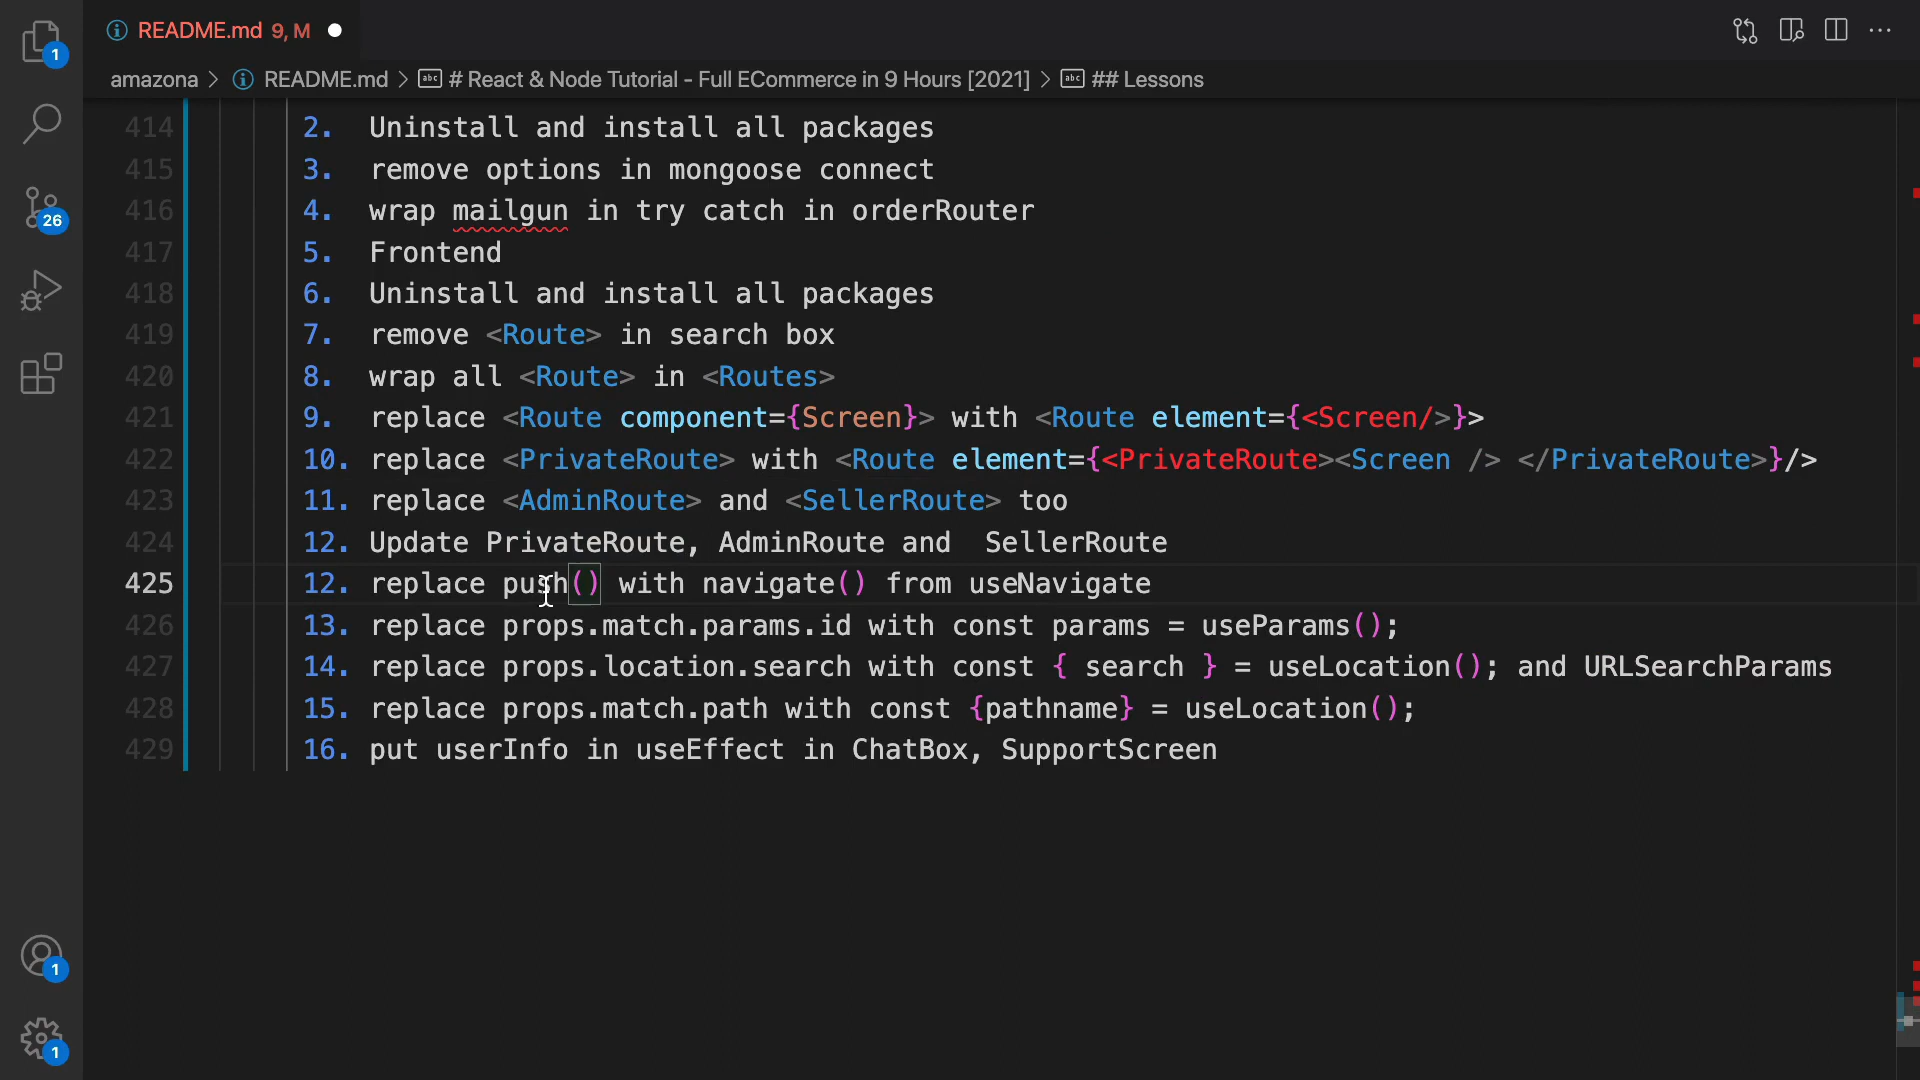 README.md 9, M
amazona > README.md > # React & Node Tutorial - Full ECommerce in 9 Hours [2021] > ## Lessons
414 2. Uninstall and install all packages
415 3. remove options in mongoose connect
416 4. wrap mailgun in try catch in orderRouter
417 5. Frontend
418 6. Uninstall and install all packages
419 7. remove <Route> in search box
420 8. wrap all <Route> in <Routes>
421 9. replace <Route component={Screen}> with <Route element={<Screen/>}>
422 10. replace <PrivateRoute> with <Route element={<PrivateRoute><Screen /> </PrivateRoute>}/>
423 11. replace <AdminRoute> and <SellerRoute> too
424 12. Update PrivateRoute, AdminRoute and  SellerRoute
425 12. replace push() with navigate() from useNavigate
426 13. replace props.match.params.id with const params = useParams();
427 14. replace props.location.search with const { search } = useLocation(); and URLSearchParams
428 15. replace props.match.path with const {pathname} = useLocation();
429 16. put userInfo in useEffect in ChatBox, SupportScreen
1
26
1
1